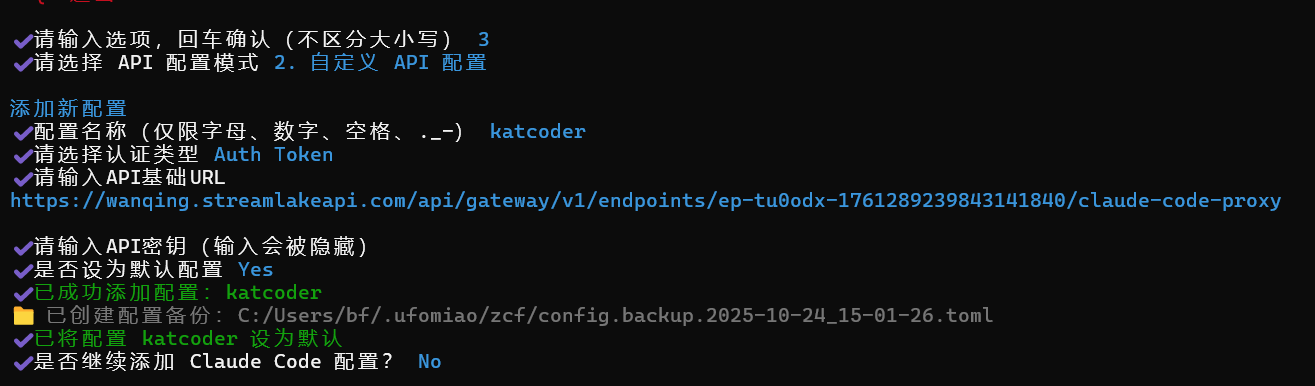 ✔请输入选项，回车确认（不区分大小写） 3
✔请选择 API 配置模式 2. 自定义 API 配置
添加新配置
✔配置名称（仅限字母、数字、空格、._-） katcoder
✔请选择认证类型 Auth Token
✔请输入API基础URL
https://wanqing.streamlakeapi.com/api/gateway/v1/endpoints/ep-tu0odx-1761289239843141840/claude-code-proxy
✔请输入API密钥（输入会被隐藏）
✔是否设为默认配置 Yes
✔已成功添加配置：katcoder
已创建配置备份：C:/Users/bf/.ufomiao/zcf/config.backup.2025-10-24_15-01-26.toml
✔已将配置 katcoder 设为默认
✔是否继续添加 Claude Code 配置？ No